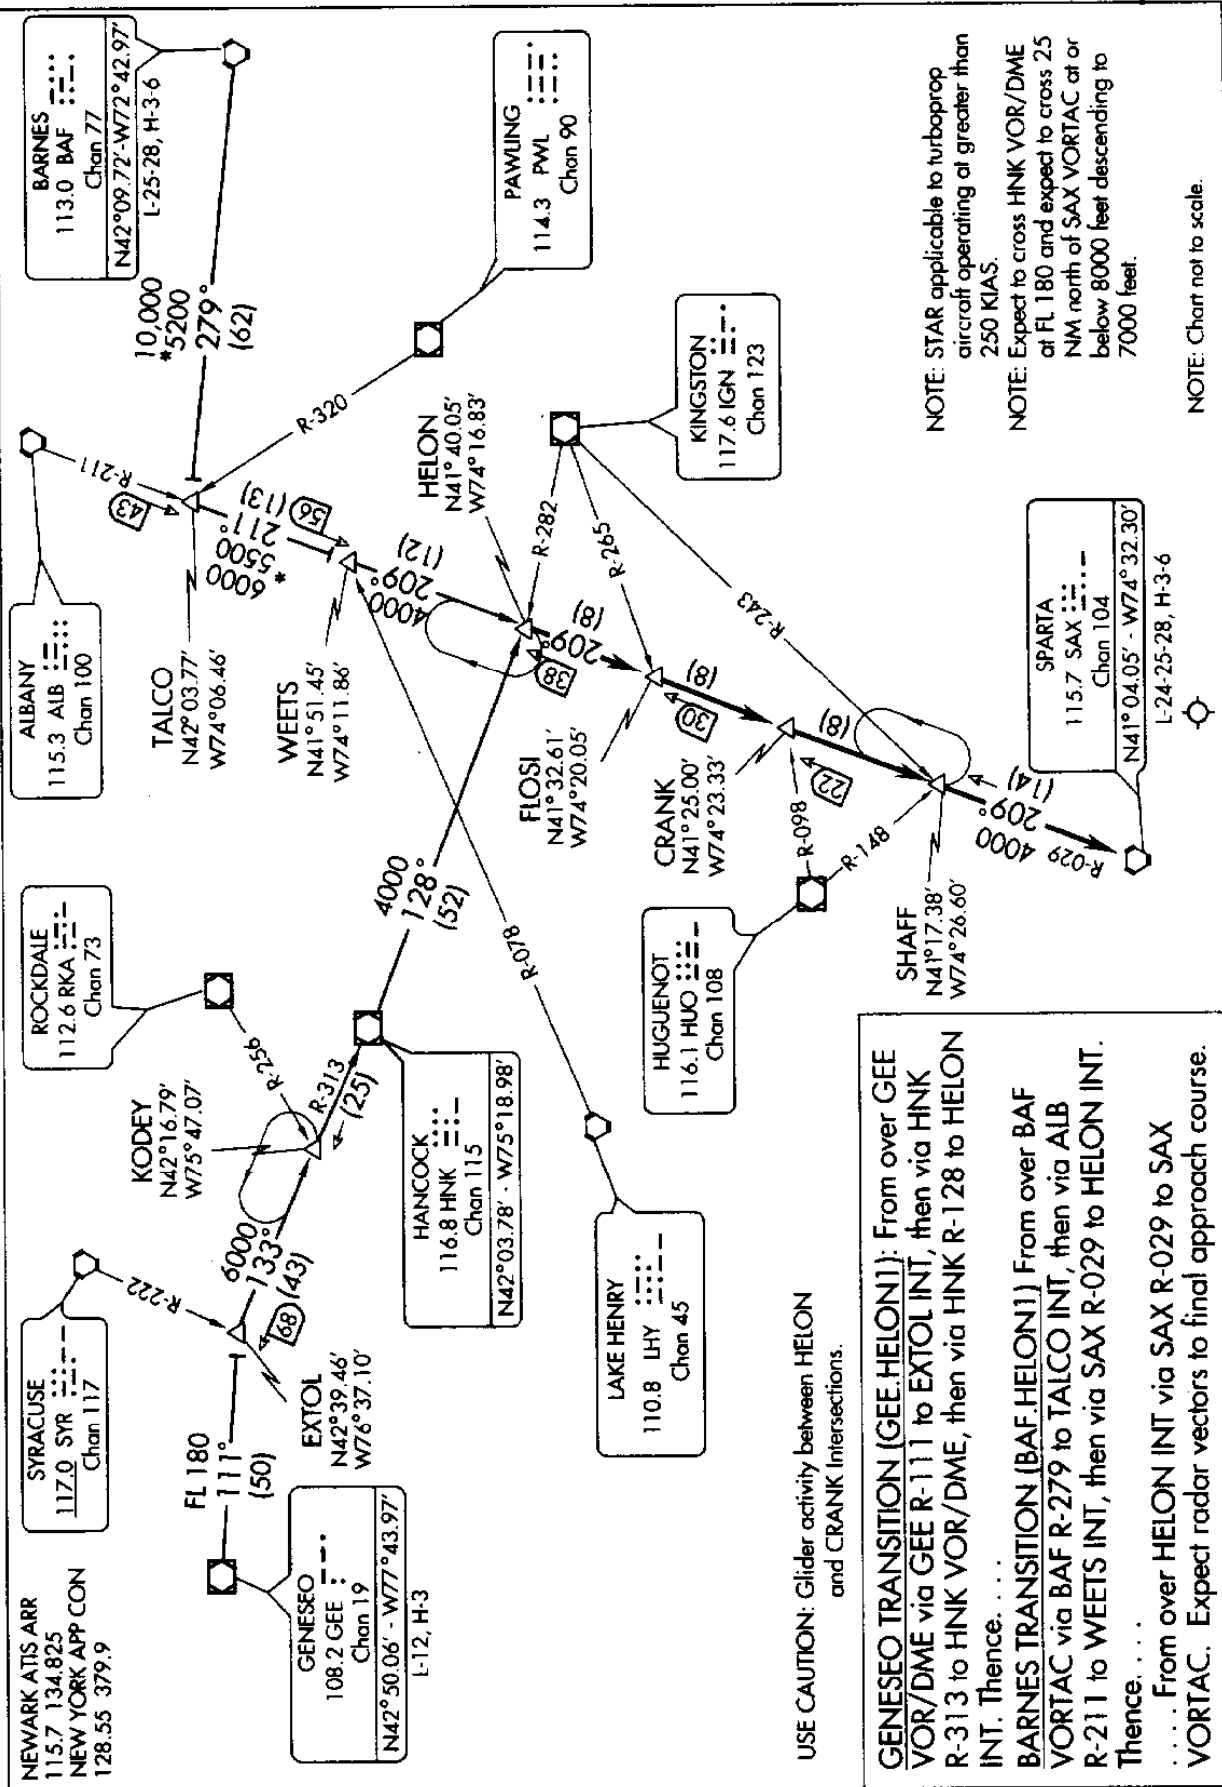 NEWARK ATIS ARR
115.7 134.825
NEW YORK APP CON
128.55 379.9
SYRACUSE
117.0 SYR
Chan 117
R-222
FL 180
111°
(50)
GENESEO
108.2 GEE
Chan 19
N42°50.06' - W77°43.97'
L-12, H-3
EXTOL
N42°39.46'
W76°37.10'
68
6000
133°
(43)
KODEY
N42°16.79'
W75°47.07'
ROCKDALE
112.6 RKA
Chan 73
R-256
R-313
(25)
HANCOCK
116.8 HNK
Chan 115
N42°03.78' - W75°18.98'
4000
128°
(52)
LAKE HENRY
110.8 LHY
Chan 45
R-078
ALBANY
115.3 ALB
Chan 100
R-211
43
TALCO
N42°03.77'
W74°06.46'
BARNES
113.0 BAF
Chan 77
N42°09.72'-W72°42.97'
L-25-28, H-3-6
10,000
*5200
279°
(62)
PAWLING
114.3 PWL
Chan 90
R-320
6000
*5500
211°
(13)
56
WEETS
N41°51.45'
W74°11.86'
4000
209°
(12)
HELON
N41°40.05'
W74°16.83'
38
209°
(8)
KINGSTON
117.6 IGN
Chan 123
R-282
R-265
R-243
FLOSI
N41°32.61'
W74°20.05'
30
(8)
CRANK
N41°25.00'
W74°23.33'
22
(8)
HUGUENOT
116.1 HUO
Chan 108
R-098
R-148
SHAFF
N41°17.38'
W74°26.60'
4000
209°
(14)
R-029
SPARTA
115.7 SAX
Chan 104
N41°04.05' - W74°32.30'
L-24-25-28, H-3-6
NOTE: STAR applicable to turboprop
aircraft operating at greater than
250 KIAS.
NOTE: Expect to cross HNK VOR/DME
at FL 180 and expect to cross 25
NM north of SAX VORTAC at or
below 8000 feet descending to
7000 feet.
NOTE: Chart not to scale.
USE CAUTION: Glider activity between HELON
and CRANK Intersections.
GENESEO TRANSITION (GEE.HELON1): From over GEE
VOR/DME via GEE R-111 to EXTOL INT, then via HNK
R-313 to HNK VOR/DME, then via HNK R-128 to HELON
INT. Thence. . . .
BARNES TRANSITION (BAF.HELON1) From over BAF
VORTAC via BAF R-279 to TALCO INT, then via ALB
R-211 to WEETS INT, then via SAX R-029 to HELON INT.
Thence. . . .
. . . . From over HELON INT via SAX R-029 to SAX
VORTAC. Expect radar vectors to final approach course.